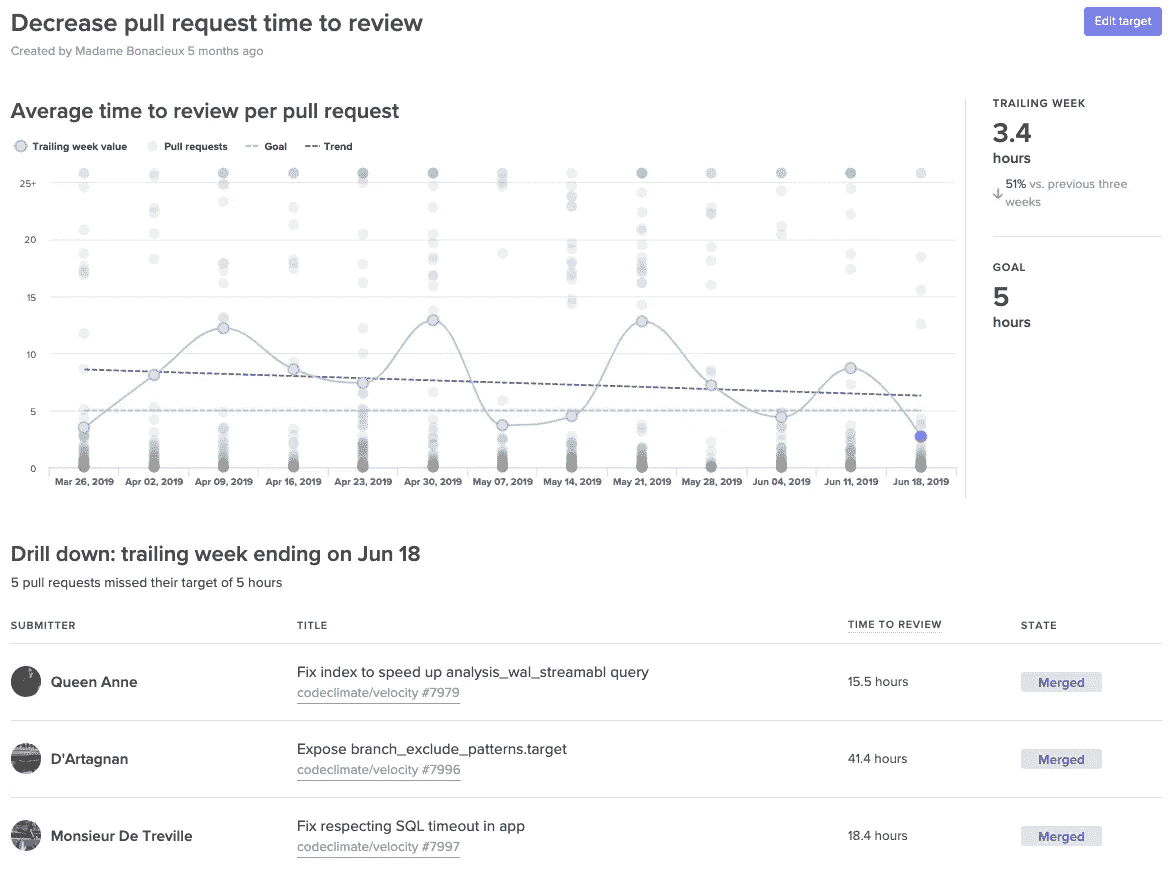 Decrease pull request time to review
Edit target
Created by Madame Bonacieux 5 months ago
Average time to review per pull request
Trailing week value
Pull requests
Goal
Trend
25+
20
15
10
5
0
Mar 26, 2019
Apr 02, 2019
Apr 09, 2019
Apr 16, 2019
Apr 23, 2019
Apr 30, 2019
May 07, 2019
May 14, 2019
May 21, 2019
May 28, 2019
Jun 04, 2019
Jun 11, 2019
Jun 18, 2019
TRAILING WEEK
3.4
hours
51% vs. previous three
weeks
GOAL
5
hours
Drill down: trailing week ending on Jun 18
5 pull requests missed their target of 5 hours
SUBMITTER
TITLE
TIME TO REVIEW
STATE
Queen Anne
Fix index to speed up analysis_wal_streamabl query
codeclimate/velocity #7979
15.5 hours
Merged
D'Artagnan
Expose branch_exclude_patterns.target
codeclimate/velocity #7996
41.4 hours
Merged
Monsieur De Treville
Fix respecting SQL timeout in app
codeclimate/velocity #7997
18.4 hours
Merged